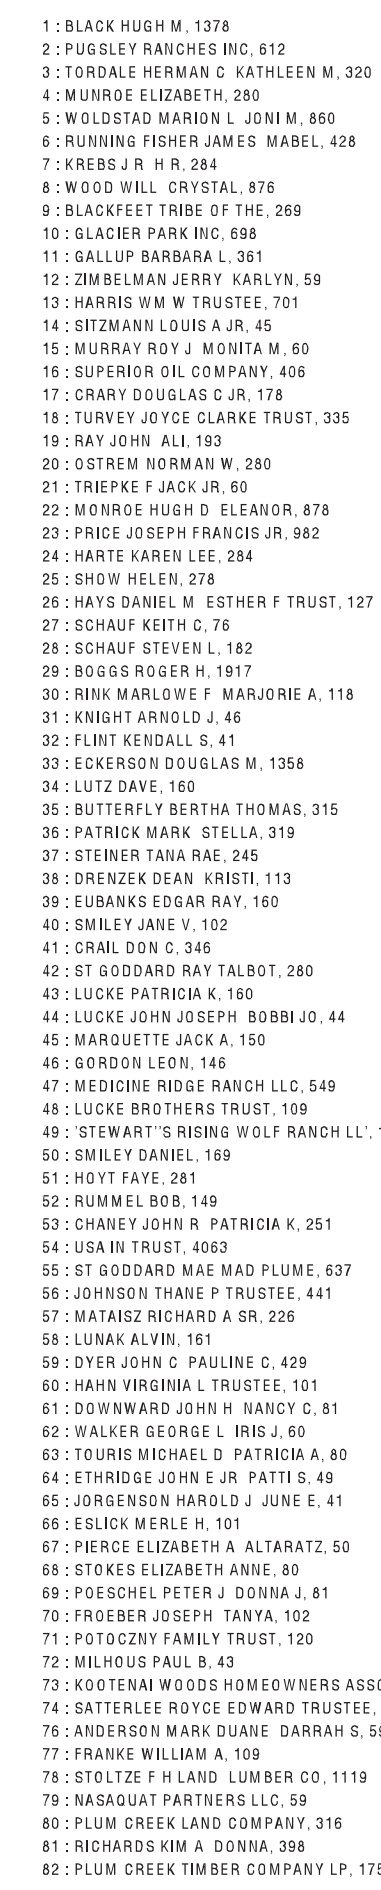 1 : BLACK HUGH M, 1378
2 : PUGSLEY RANCHES INC, 612
3 : TORDALE HERMAN C KATHLEEN M, 320
4 : MUNROE ELIZABETH, 280
5 : WOLDSTAD MARION L JONI M, 860
6 : RUNNING FISHER JAMES MABEL, 428
7 : KREBS J R H R, 284
8 : WOOD WILL CRYSTAL, 876
9 : BLACKFEET TRIBE OF THE, 269
10 : GLACIER PARK INC, 698
11 : GALLUP BARBARA L, 361
12 : ZIMBELMAN JERRY KARLYN, 59
13 : HARRIS WM W TRUSTEE, 701
14 : SITZMANN LOUIS A JR, 45
15 : MURRAY ROY J MONITA M, 60
16 : SUPERIOR OIL COMPANY, 406
17 : CRARY DOUGLAS C JR, 178
18 : TURVEY JOYCE CLARKE TRUST, 335
19 : RAY JOHN ALI, 193
20 : OSTREM NORMAN W, 280
21 : TRIEPKE F JACK JR, 60
22 : MONROE HUGH D ELEANOR, 878
23 : PRICE JOSEPH FRANCIS JR, 982
24 : HARTE KAREN LEE, 284
25 : SHOW HELEN, 278
26 : HAYS DANIEL M ESTHER F TRUST, 127
27 : SCHAUF KEITH C, 76
28 : SCHAUF STEVEN L, 182
29 : BOGGS ROGER H, 1917
30 : RINK MARLOWE F MARJORIE A, 118
31 : KNIGHT ARNOLD J, 46
32 : FLINT KENDALL S, 41
33 : ECKERSON DOUGLAS M, 1358
34 : LUTZ DAVE, 160
35 : BUTTERFLY BERTHA THOMAS, 315
36 : PATRICK MARK STELLA, 319
37 : STEINER TANA RAE, 245
38 : DRENZEK DEAN KRISTI, 113
39 : EUBANKS EDGAR RAY, 160
40 : SMILEY JANE V, 102
41 : CRAIL DON C, 346
42 : ST GODDARD RAY TALBOT, 280
43 : LUCKE PATRICIA K, 160
44 : LUCKE JOHN JOSEPH BOBBI JO, 44
45 : MARQUETTE JACK A, 150
46 : GORDON LEON, 146
47 : MEDICINE RIDGE RANCH LLC, 549
48 : LUCKE BROTHERS TRUST, 109
49 : 'STEWART''S RISING WOLF RANCH LL',
50 : SMILEY DANIEL, 169
51 : HOYT FAYE, 281
52 : RUMMEL BOB, 149
53 : CHANEY JOHN R PATRICIA K, 251
54 : USA IN TRUST, 4063
55 : ST GODDARD MAE MAD PLUME, 637
56 : JOHNSON THANE P TRUSTEE, 441
57 : MATAISZ RICHARD A SR, 226
58 : LUNAK ALVIN, 161
59 : DYER JOHN C PAULINE C, 429
60 : HAHN VIRGINIA L TRUSTEE, 101
61 : DOWNWARD JOHN H NANCY C, 81
62 : WALKER GEORGE L IRIS J, 60
63 : TOURIS MICHAEL D PATRICIA A, 80
64 : ETHRIDGE JOHN E JR PATTI S, 49
65 : JORGENSON HAROLD J JUNE E, 41
66 : ESLICK MERLE H, 101
67 : PIERCE ELIZABETH A ALTARATZ, 50
68 : STOKES ELIZABETH ANNE, 80
69 : POESCHEL PETER J DONNA J, 81
70 : FROEBER JOSEPH TANYA, 102
71 : POTOCZNY FAMILY TRUST, 120
72 : MILHOUS PAUL B, 43
73 : KOOTENAI WOODS HOMEOWNERS
74 : SATTERLEE ROYCE EDWARD TRUSTEE,
76 : ANDERSON MARK DUANE DARRAH S,
77 : FRANKE WILLIAM A, 109
78 : STOLTZE F H LAND LUMBER CO, 1119
79 : NASAQUAT PARTNERS LLC, 59
80 : PLUM CREEK LAND COMPANY, 316
81 : RICHARDS KIM A DONNA, 398
82 : PLUM CREEK TIMBER COMPANY LP,